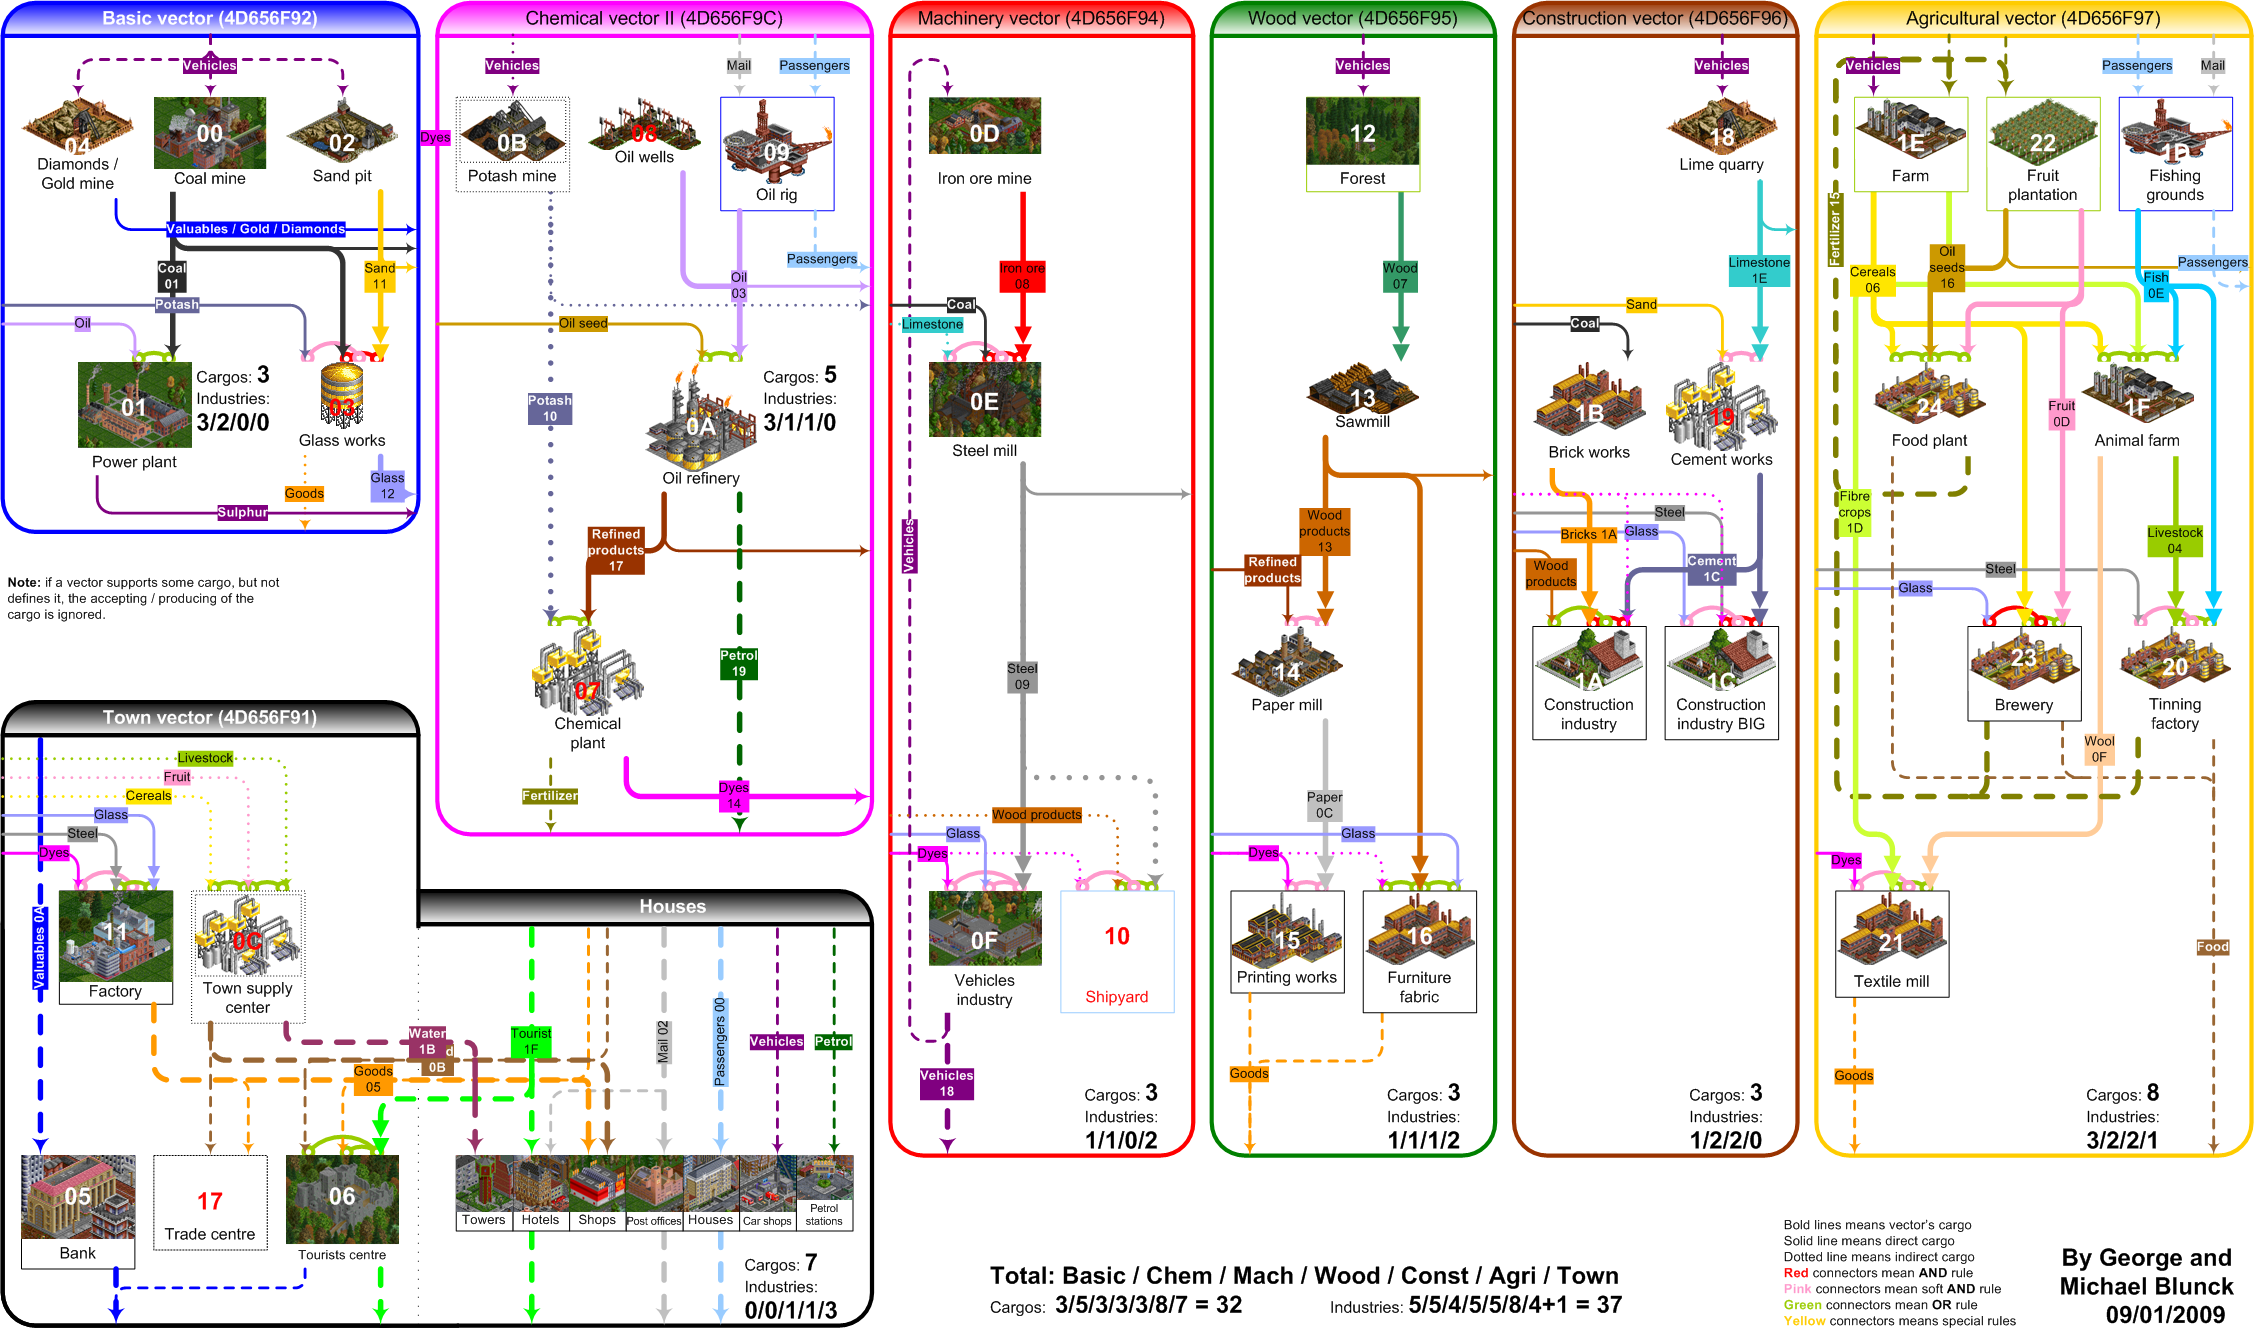 Basic vector (4D656F92)
Vehicles
04
00
02
Diamonds /
Gold mine
Coal mine
Sand pit
Valuables / Gold / Diamonds
Coal
01
Sand
11
Potash
Oil
01
Cargos: 3
Industries:
3/2/0/0
03
Power plant
Glass works
Goods
Glass
12
Sulphur
Note: if a vector supports some cargo, but not
defines it, the accepting / producing of the
cargo is ignored.
Chemical vector II (4D656F9C)
Vehicles
Mail
Passengers
Dyes
0B
08
09
Potash mine
Oil wells
Oil rig
Passengers
Oil
03
Oil seed
Potash
10
0A
Cargos: 5
Industries:
3/1/1/0
Oil refinery
Refined
products
17
Petrol
19
07
Chemical
plant
Fertilizer
Dyes
14
Machinery vector (4D656F94)
0D
Iron ore mine
Iron ore
08
Coal
Limestone
0E
Steel mill
Vehicles
Steel
09
Wood products
Glass
Dyes
0F
10
Vehicles
industry
Shipyard
Vehicles
18
Cargos: 3
Industries:
1/1/0/2
Wood vector (4D656F95)
Vehicles
12
Forest
Wood
07
13
Sawmill
Wood
products
13
Refined
products
14
Paper mill
Paper
0C
Glass
Dyes
15
16
Printing works
Furniture
fabric
Goods
Cargos: 3
Industries:
1/1/1/2
Construction vector (4D656F96)
Vehicles
18
Lime quarry
Limestone
1E
Sand
Coal
1B
19
Brick works
Cement works
Steel
Bricks 1A
Glass
Wood
products
Cement
1C
1A
1C
Construction
industry
Construction
industry BIG
Cargos: 3
Industries:
1/2/2/0
Agricultural vector (4D656F97)
Vehicles
Passengers
Mail
1E
22
1D
Farm
Fruit
plantation
Fishing
grounds
Fertilizer 15
Cereals
06
Oil
seeds
16
Fish
0E
Passengers
24
Fruit
0D
1F
Food plant
Animal farm
Fibre
crops
1D
Livestock
04
Steel
Glass
23
20
Brewery
Tinning
factory
Wool
0F
Dyes
21
Textile mill
Food
Goods
Cargos: 8
Industries:
3/2/2/1
Town vector (4D656F91)
Livestock
Fruit
Cereals
Glass
Steel
Dyes
Valuables 0A
11
0C
Factory
Town supply
center
Houses
Water
1B
d
0B
Goods
05
Tourist
1F
Mail 02
Passengers 00
Vehicles
Petrol
05
17
06
Bank
Trade centre
Tourists centre
Towers
Hotels
Shops
Post offices
Houses
Car shops
Petrol
stations
Cargos: 7
Industries:
0/0/1/1/3
Total: Basic / Chem / Mach / Wood / Const / Agri / Town
Cargos: 3/5/3/3/3/8/7 = 32
Industries: 5/5/4/5/5/8/4+1 = 37
Bold lines means vector's cargo
Solid line means direct cargo
Dotted line means indirect cargo
Red connectors mean AND rule
Pink connectors mean soft AND rule
Green connectors mean OR rule
Yellow connectors means special rules
By George and
Michael Blunck
09/01/2009